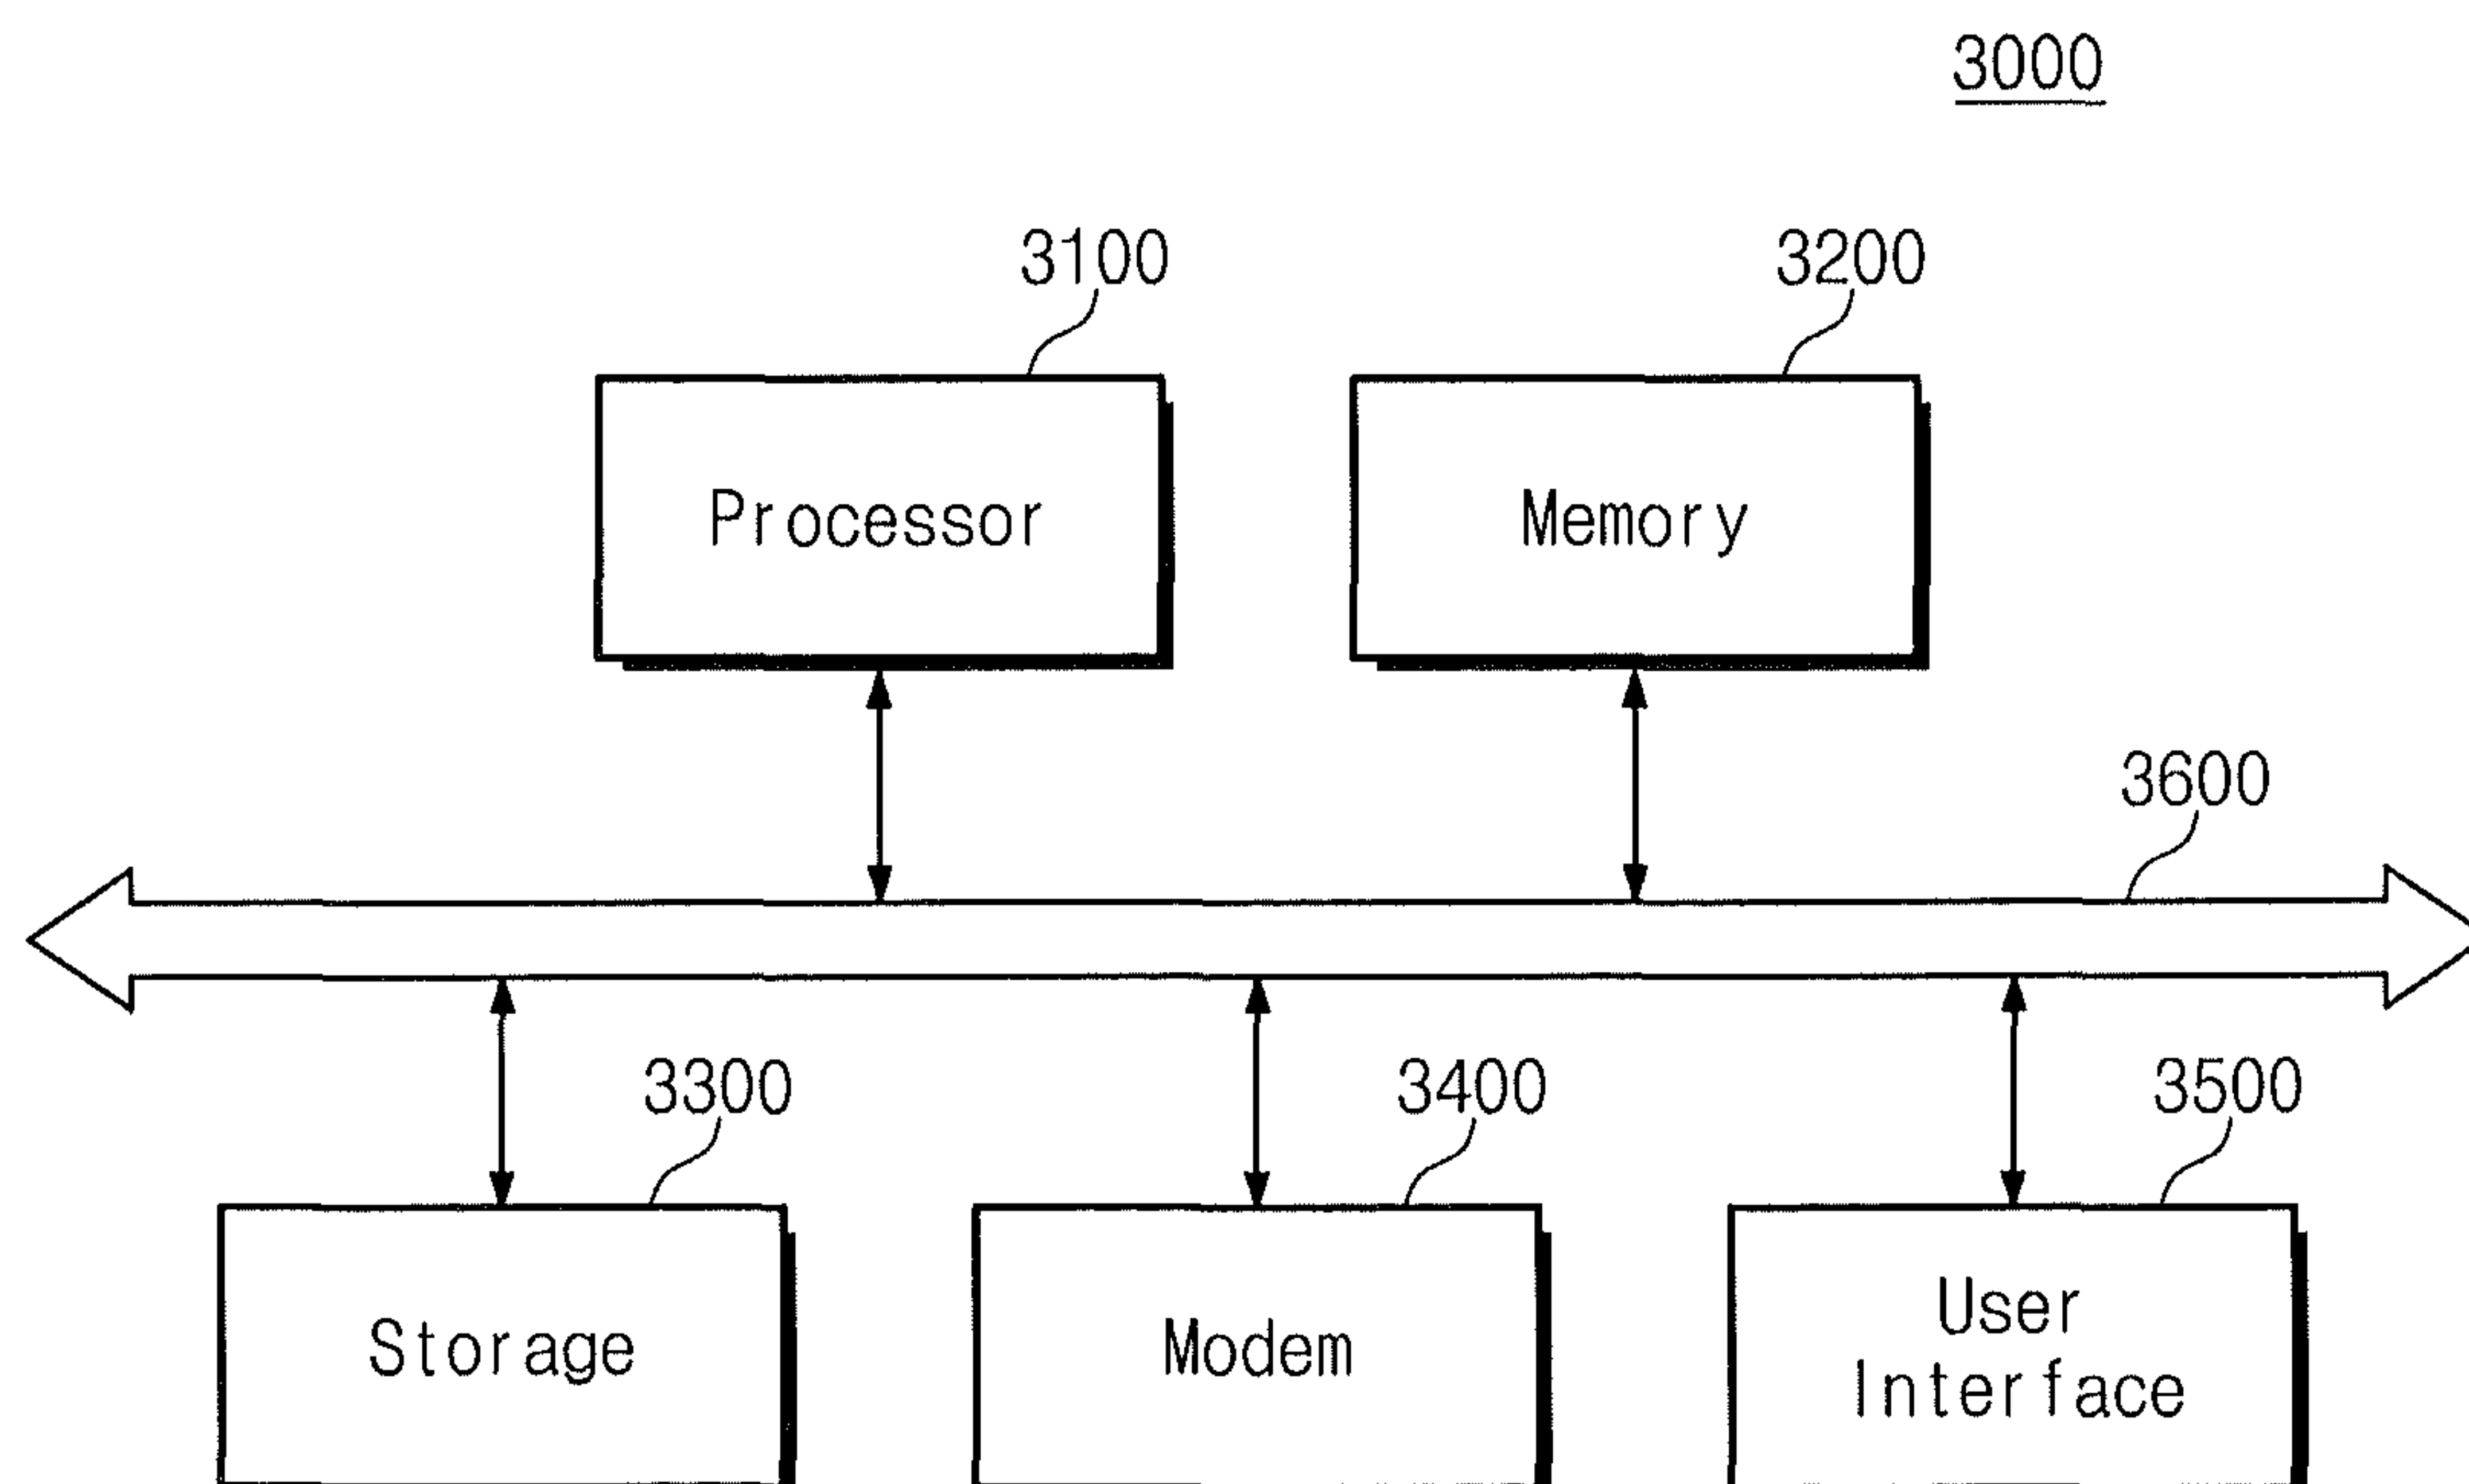 3000
3100
3200
Processor
Memory
3600
3300
3400
3500
Storage
Modem
User
Interface